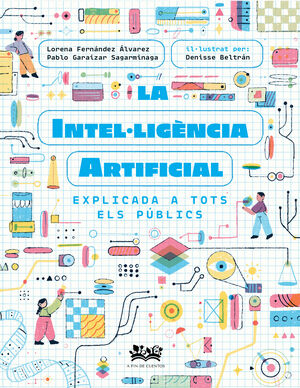 Lorena Fernández Álvarez
Pablo Garaizar Sagarminaga
Il·lustrat per:
Denisse Beltrán
LA
INTEL·LIGÈNCIA
ARTIFICIAL
EXPLICADA A TOTS
ELS PÚBLICS
A FIN DE CUENTOS